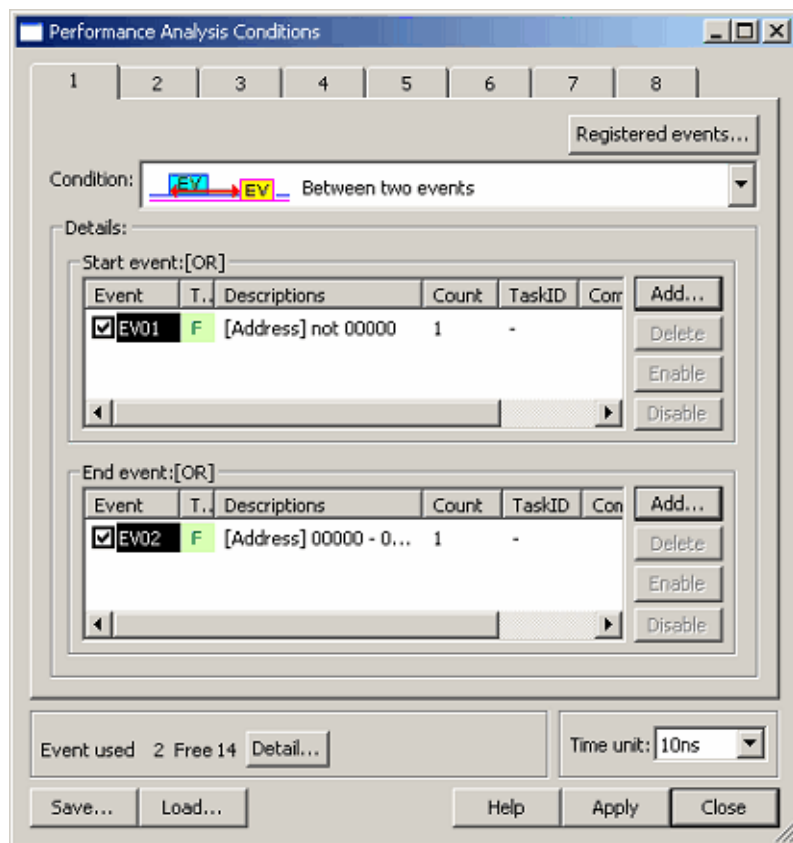 Performance Analysis Conditions
1 2 3 4 5 6 7 8
Registered events...
Condition: EV EV Between two events
Details:
Start event:[OR]
Event T.. Descriptions Count TaskID Com
EV01 F [Address] not 00000 1 -
Add...
Delete
Enable
Disable
End event:[OR]
Event T.. Descriptions Count TaskID Con
EV02 F [Address] 00000 - 0... 1 -
Add...
Delete
Enable
Disable
Event used 2 Free 14 Detail...
Time unit: 10ns
Save... Load... Help Apply Close